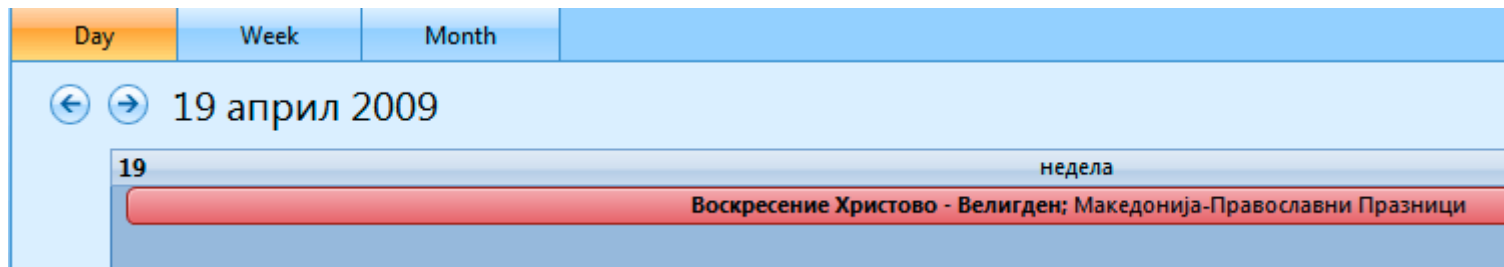 Day Week Month
19 април 2009
19 недела
Воскресение Христово - Велигден; Македонија-Православни Празници